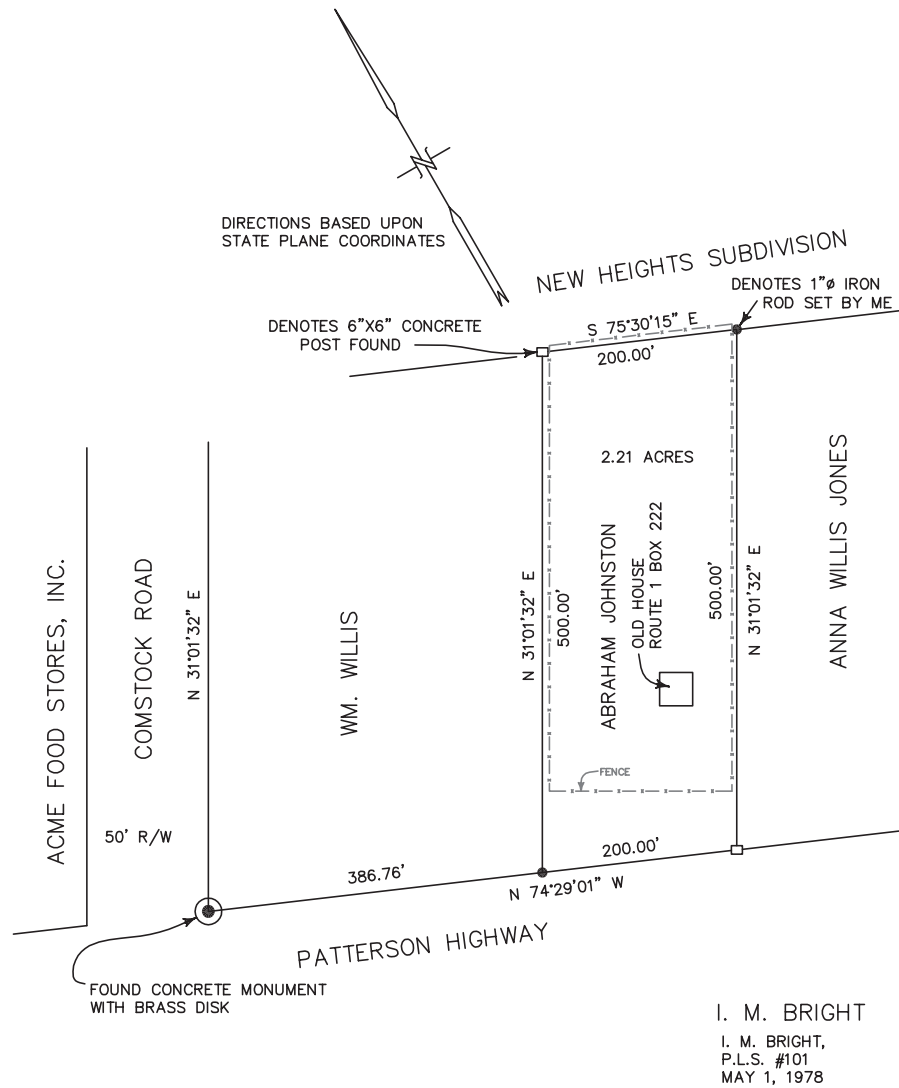 DIRECTIONS BASED UPON
STATE PLANE COORDINATES
NEW HEIGHTS SUBDIVISION
DENOTES 1"ø IRON
ROD SET BY ME
DENOTES 6"X6" CONCRETE
POST FOUND
S 75°30'15" E
200.00'
2.21 ACRES
ACME FOOD STORES, INC.
COMSTOCK ROAD
N 31°01'32" E
WM. WILLIS
N 31°01'32" E
500.00'
ABRAHAM JOHNSTON
OLD HOUSE
ROUTE 1 BOX 222
500.00'
N 31°01'32" E
ANNA WILLIS JONES
FENCE
50' R/W
386.76'
200.00'
N 74°29'01" W
PATTERSON HIGHWAY
FOUND CONCRETE MONUMENT
WITH BRASS DISK
I. M. BRIGHT
I. M. BRIGHT,
P.L.S. #101
MAY 1, 1978